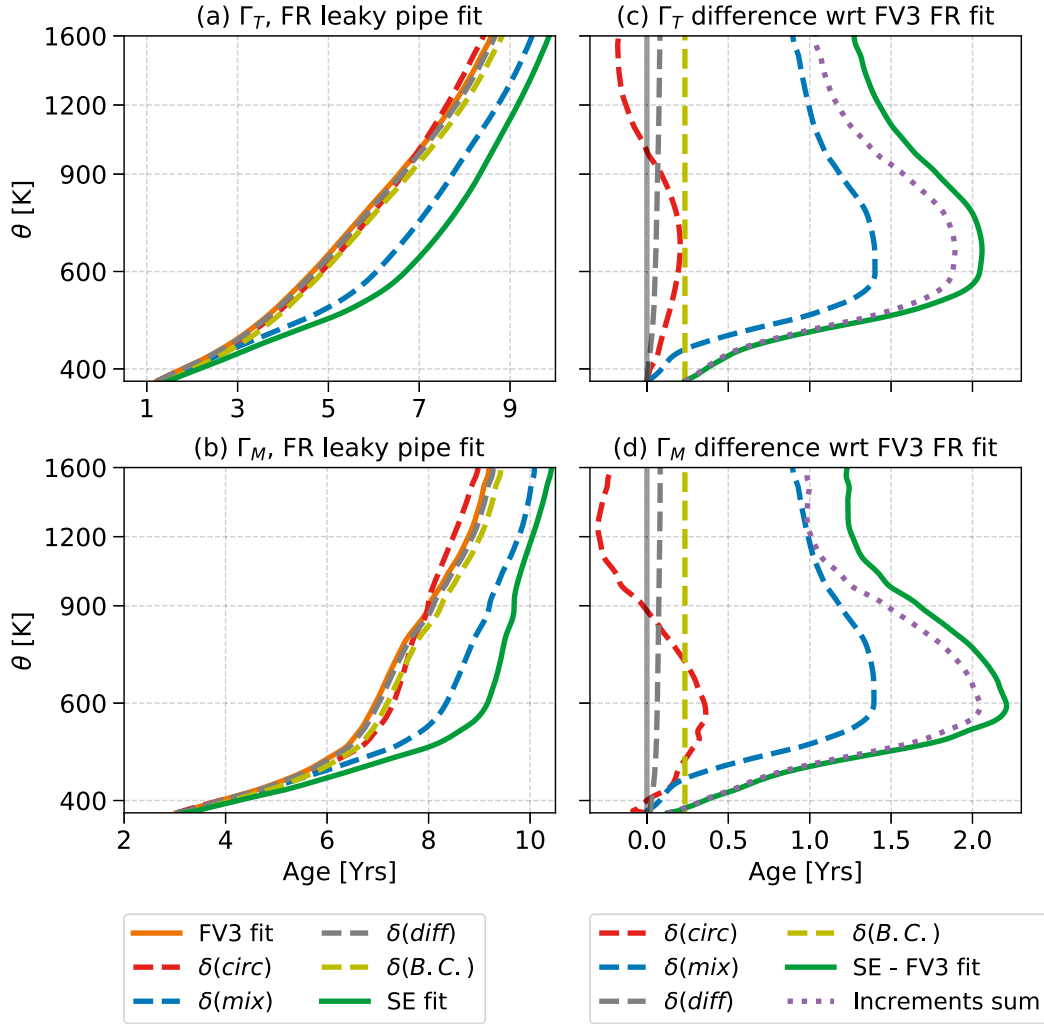 (a) Γ_T, FR leaky pipe fit
(c) Γ_T difference wrt FV3 FR fit
1600
1200
900
600
400
θ [K]
1 3 5 7 9
(b) Γ_M, FR leaky pipe fit
(d) Γ_M difference wrt FV3 FR fit
1600
1200
900
600
400
θ [K]
2 4 6 8 10
0.0 0.5 1.0 1.5 2.0
Age [Yrs]
Age [Yrs]
FV3 fit
δ(circ)
δ(mix)
δ(diff)
δ(B.C.)
SE fit
δ(circ)
δ(mix)
δ(diff)
δ(B.C.)
SE - FV3 fit
Increments sum